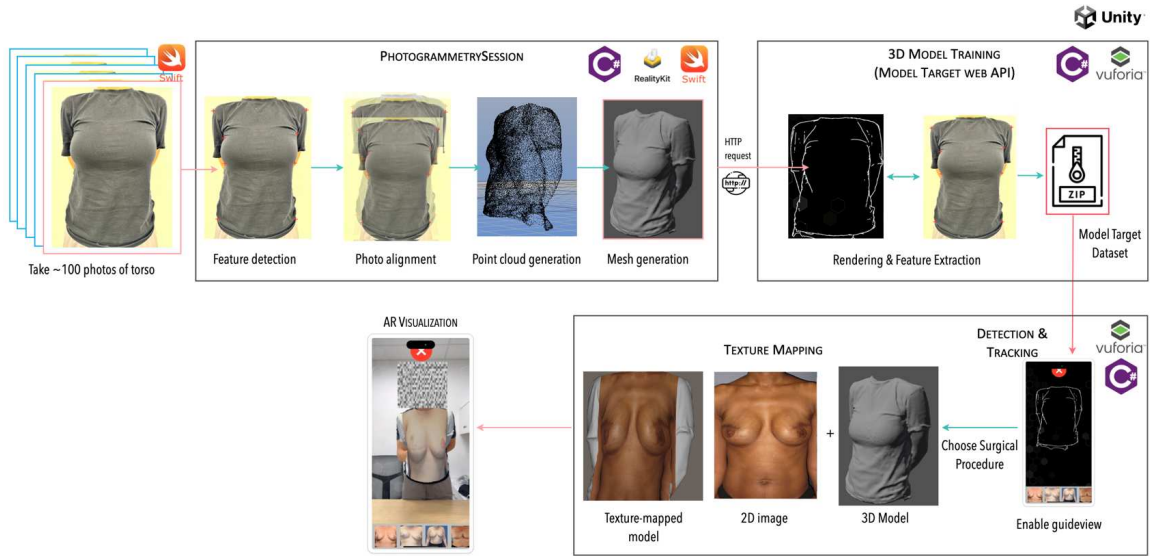 Unity
Swift
PHOTOGRAMMETRYSESSION
C#
RealityKit
Swift
3D MODEL TRAINING
(MODEL TARGET WEB API)
C#
vuforia™
HTTP
request
http://
ZIP
Take ~100 photos of torso
Feature detection
Photo alignment
Point cloud generation
Mesh generation
Rendering & Feature Extraction
Model Target
Dataset
AR VISUALIZATION
TEXTURE MAPPING
DETECTION &
TRACKING
vuforia™
C#
+
Choose Surgical
Procedure
Texture-mapped
model
2D image
3D Model
Enable guideview